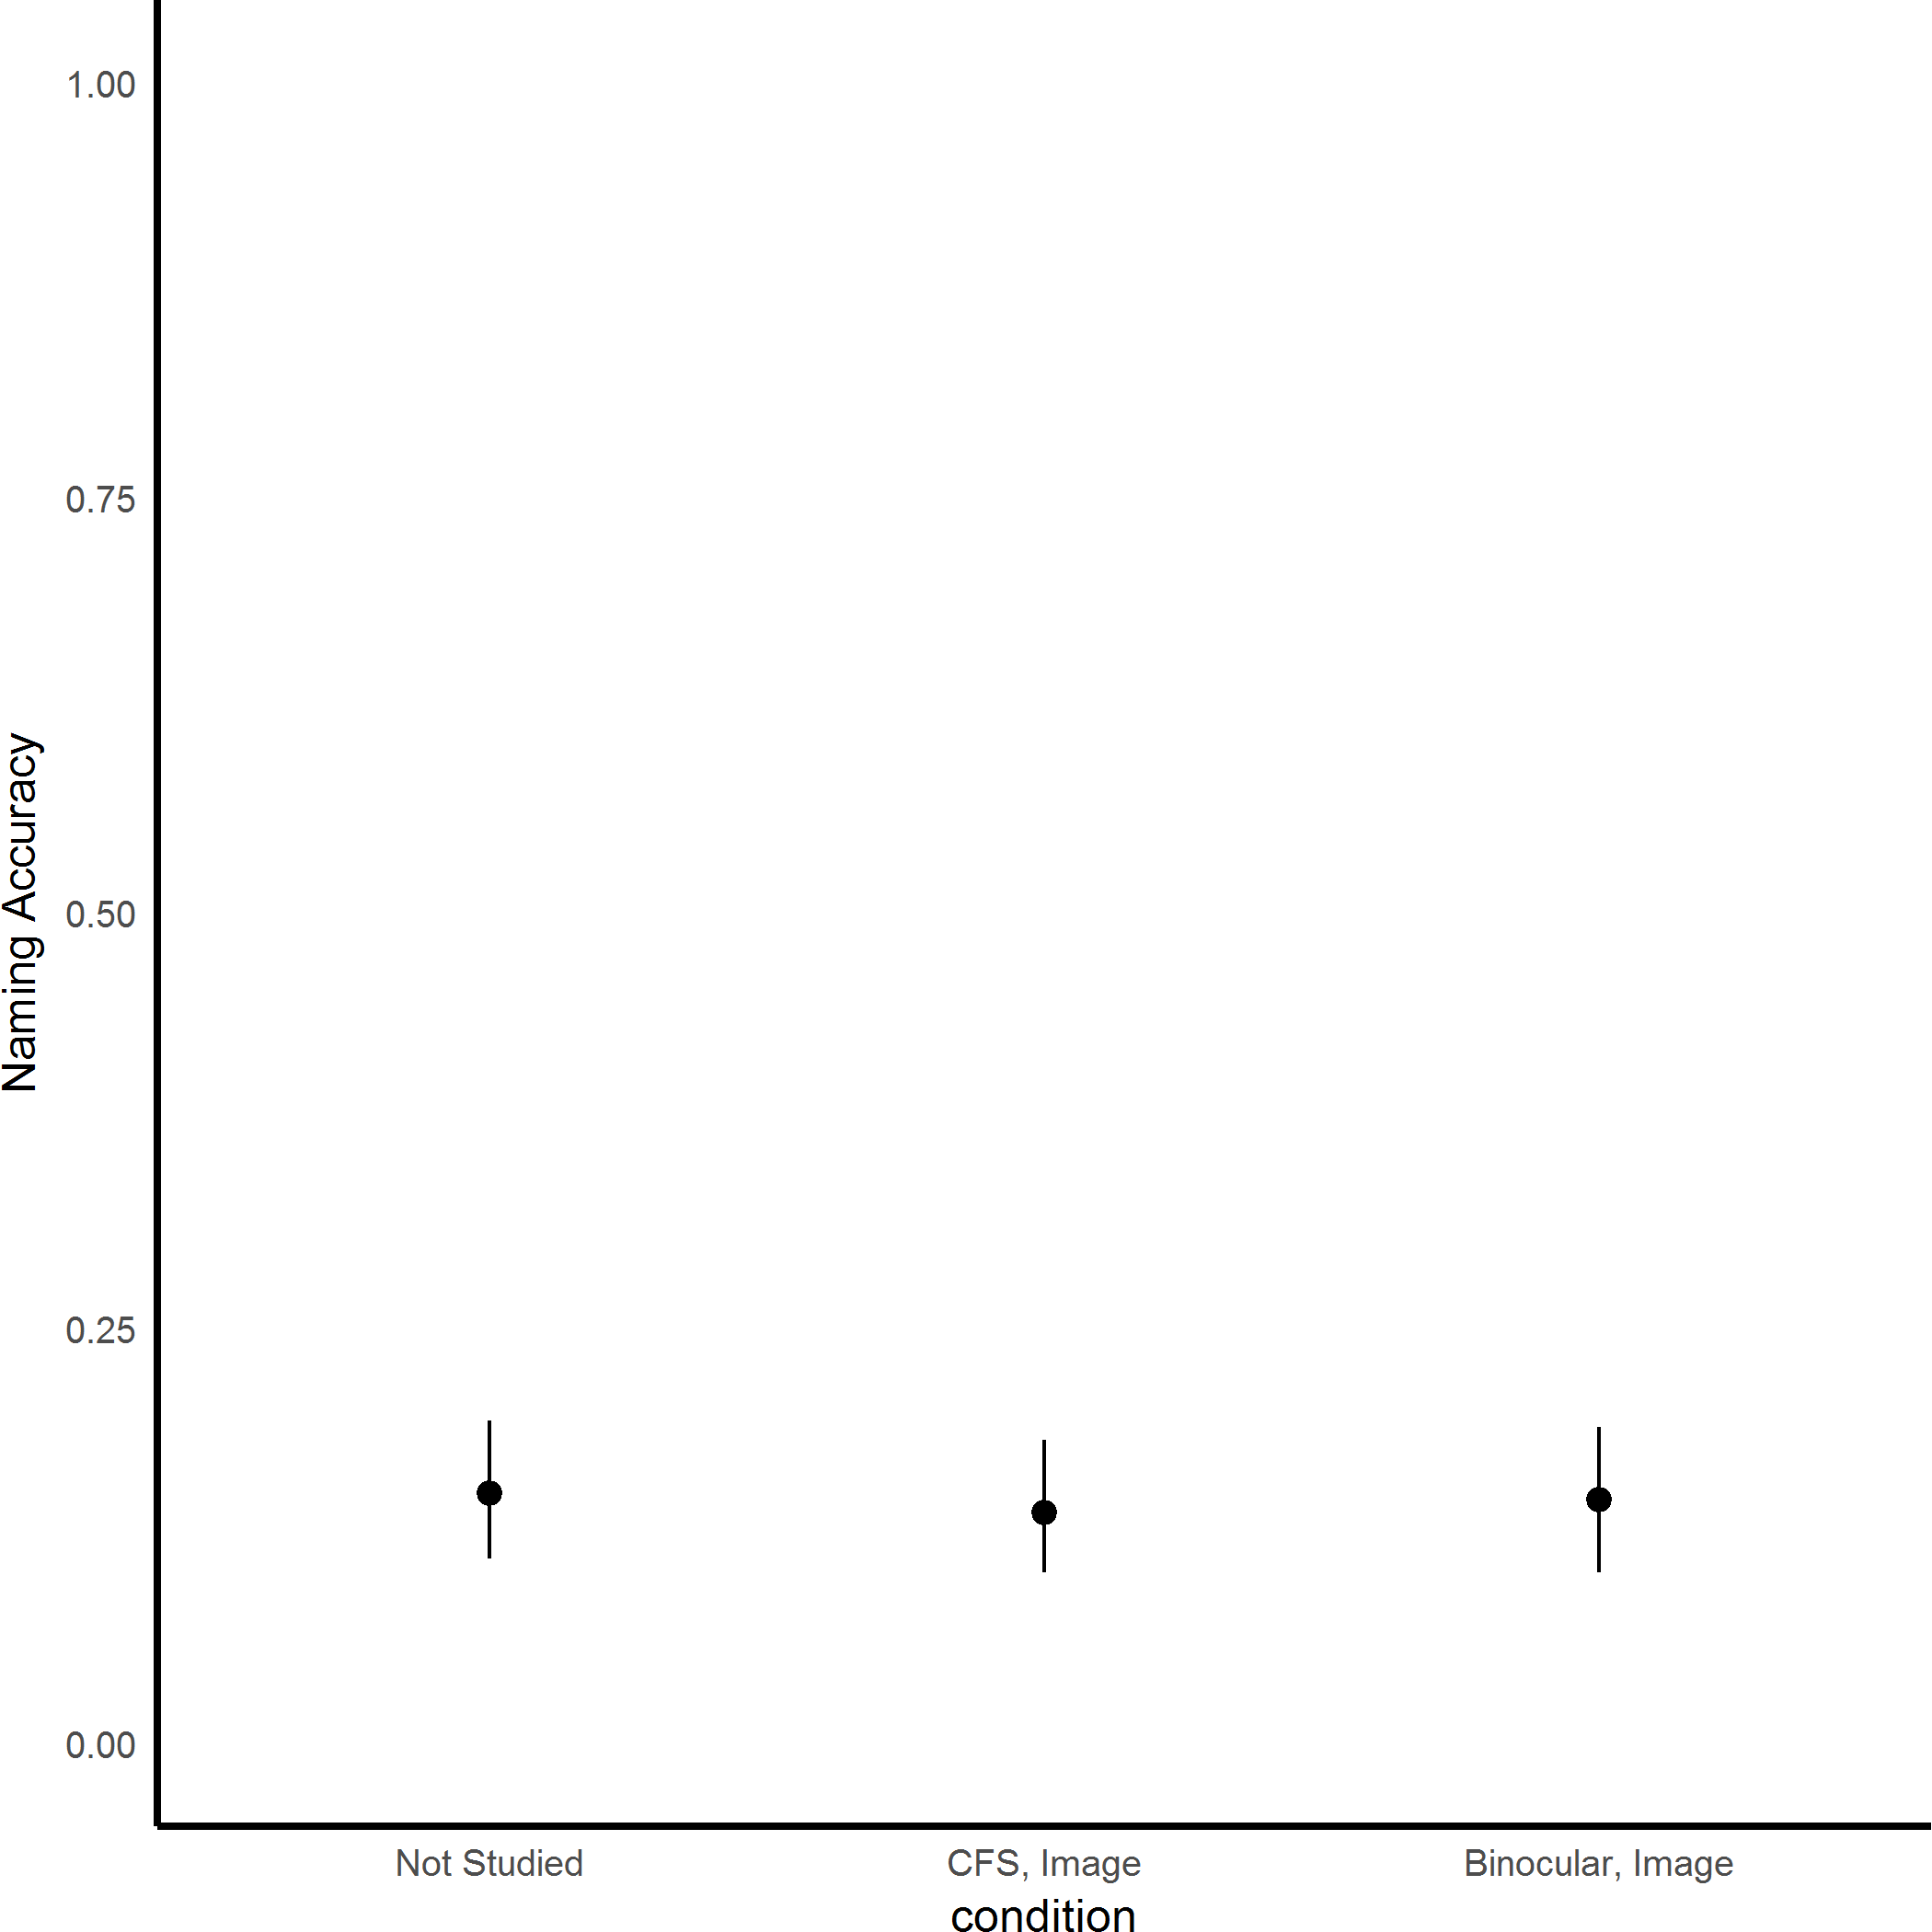 1.00
0.75
0.50
0.25
0.00
Naming Accuracy
Not Studied
CFS, Image
Binocular, Image
condition